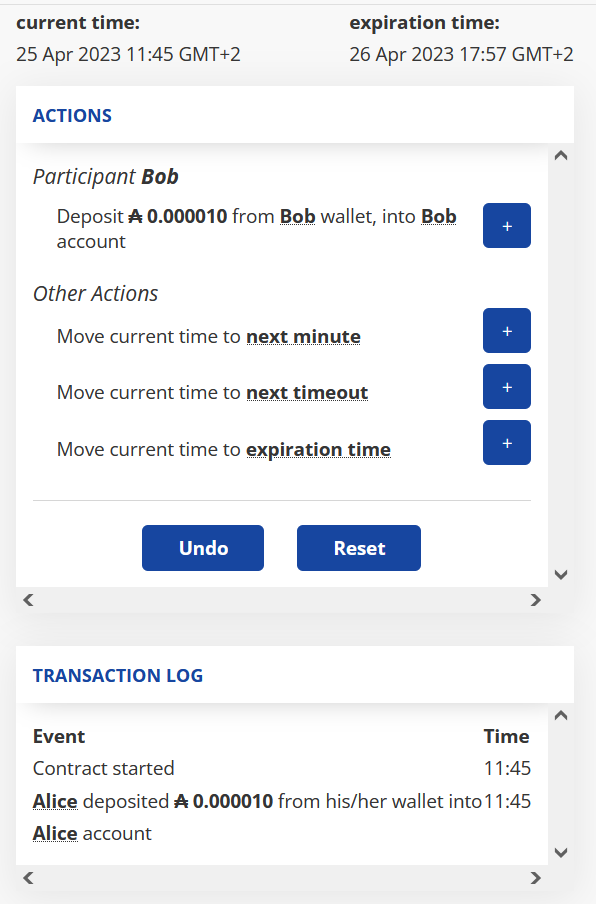 current time: expiration time:
25 Apr 2023 11:45 GMT+2 26 Apr 2023 17:57 GMT+2
ACTIONS
Participant Bob
Deposit ₳ 0.000010 from Bob wallet, into Bob
account
+
Other Actions
Move current time to next minute +
Move current time to next timeout +
Move current time to expiration time +
Undo Reset
TRANSACTION LOG
Event Time
Contract started 11:45
Alice deposited ₳ 0.000010 from his/her wallet into 11:45
Alice account